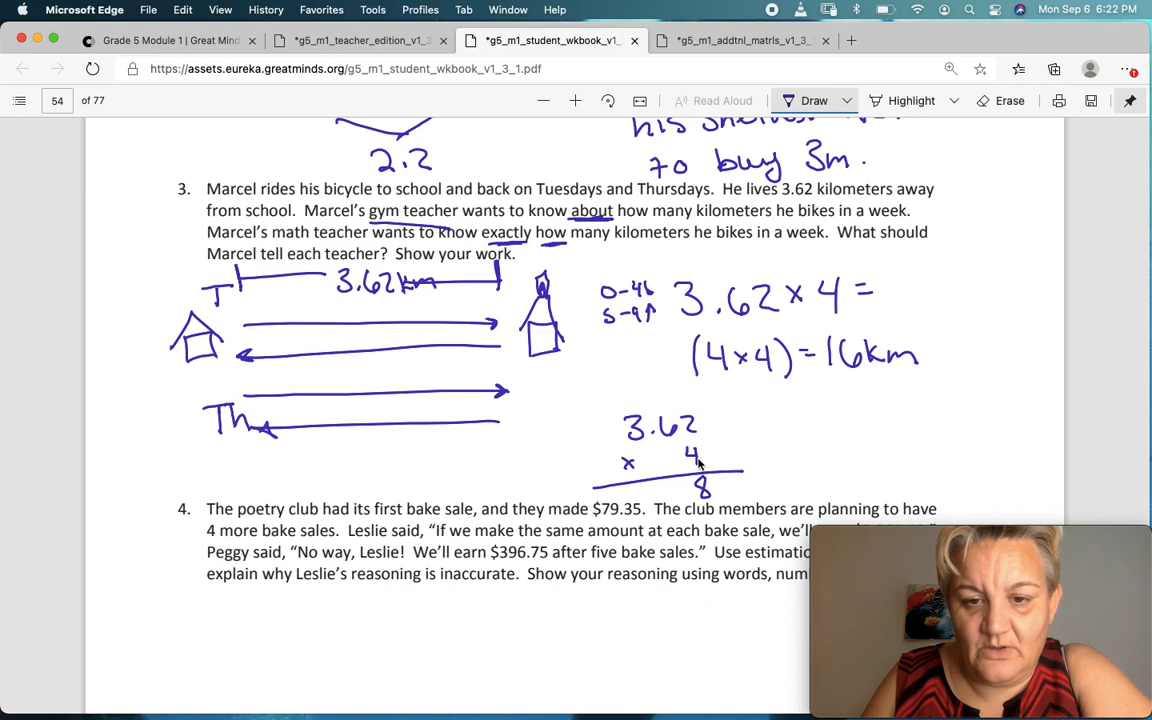 Microsoft Edge File Edit View History Favorites Tools Profiles Tab Window Help Mon Sep 6 6:22 PM
Grade 5 Module 1 | Great Mind *g5_m1_teacher_edition_v1_3 *g5_m1_student_wkbook_v1_ *g5_m1_addtnl_matrls_v1_3_1
https://assets.eureka.greatminds.org/g5_m1_student_wkbook_v1_3_1.pdf
54 of 77 Read Aloud Draw Highlight Erase
his
2.2 to buy 3m.
3. Marcel rides his bicycle to school and back on Tuesdays and Thursdays. He lives 3.62 kilometers away
from school. Marcel's gym teacher wants to know about how many kilometers he bikes in a week.
Marcel's math teacher wants to know exactly how many kilometers he bikes in a week. What should
Marcel tell each teacher? Show your work.
T 3.62km
0-4↓ 3.62 × 4 =
5-9↑
(4×4) = 16km
Th
3.62
× 4
8
4. The poetry club had its first bake sale, and they made $79.35. The club members are planning to have
4 more bake sales. Leslie said, "If we make the same amount at each bake sale, we'll
Peggy said, "No way, Leslie! We'll earn $396.75 after five bake sales." Use estimatio
explain why Leslie's reasoning is inaccurate. Show your reasoning using words, num